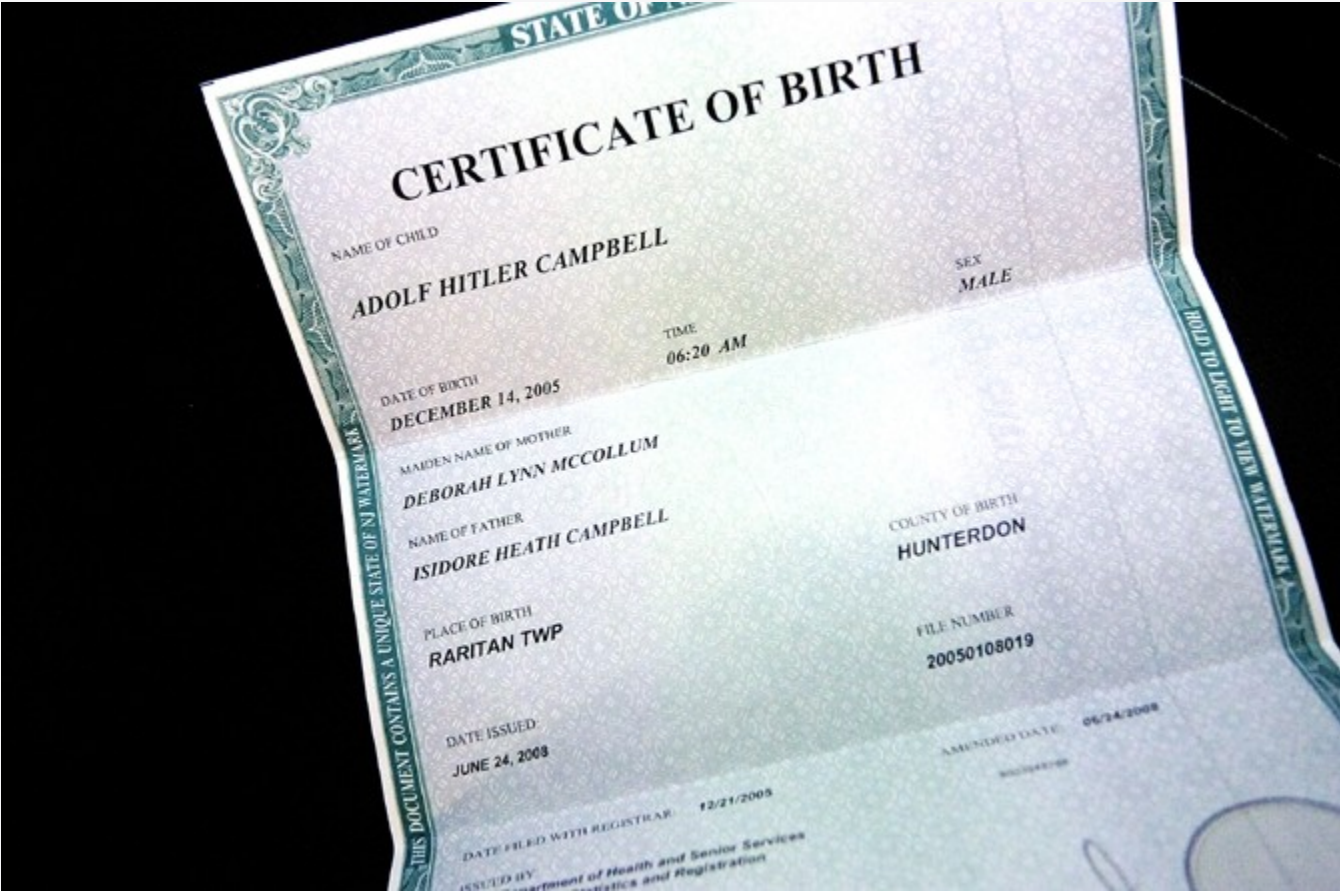 STATE OF
CERTIFICATE OF BIRTH
NAME OF CHILD
ADOLF HITLER CAMPBELL
SEX
MALE
TIME
06:20 AM
DATE OF BIRTH
DECEMBER 14, 2005
MAIDEN NAME OF MOTHER
DEBORAH LYNN MCCOLLUM
NAME OF FATHER
ISIDORE HEATH CAMPBELL
COUNTY OF BIRTH
HUNTERDON
PLACE OF BIRTH
RARITAN TWP
FILE NUMBER
20050108019
DATE ISSUED
JUNE 24, 2008
AMENDED DATE: 06/24/2008
DATE FILED WITH REGISTRAR: 12/21/2005
ISSUED BY
Department of Health and Senior Services
Statistics and Registration
THIS DOCUMENT CONTAINS A UNIQUE STATE OF NJ WATERMARK
HOLD TO LIGHT TO VIEW WATERMARK